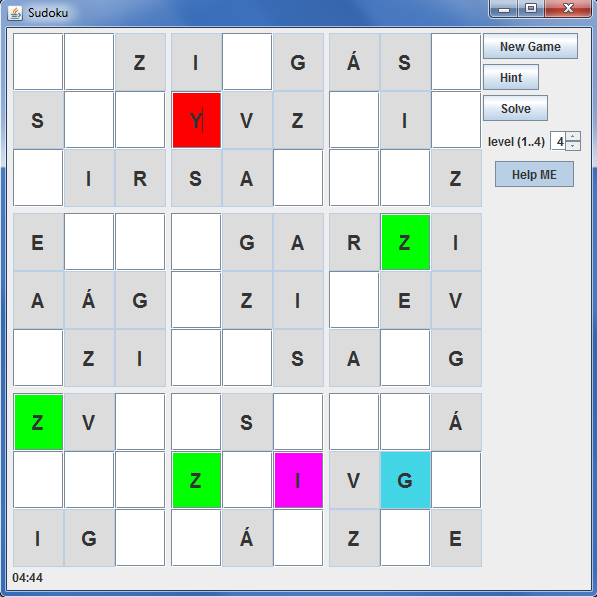 Sudoku
Z I G Á S
New Game
Hint
S Y V Z I
Solve
level (1..4) 4
I R S A Z
Help ME
E G A R Z I
A Á G Z I E V
Z I S A G
Z V S Á
Z I V G
I G Á Z E
04:44